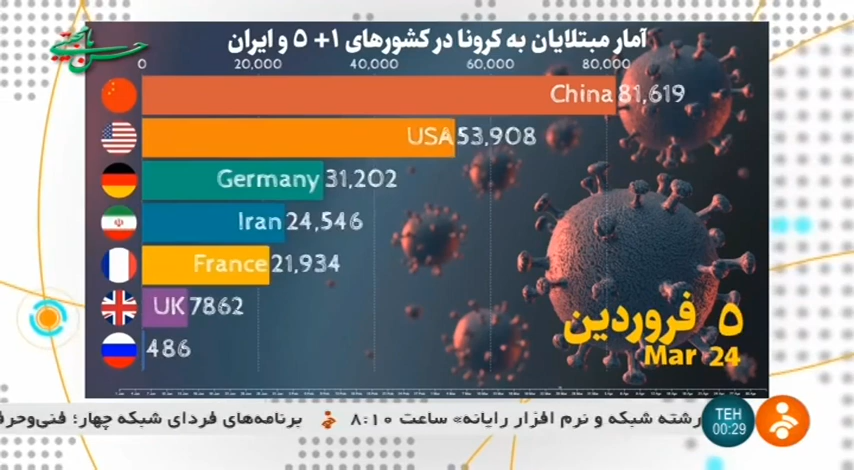 آمار مبتلایان به کرونا در کشورهای ۱+ ۵ و ایران
0 20,000 40,000 60,000 80,000
China 81,619
USA 53,908
Germany 31,202
Iran 24,546
France 21,934
UK 7862
486
۵ فروردین
Mar 24
رشته شبکه و نرم افزار رایانه» ساعت ۸:۱۰ برنامه‌های فردای شبکه چهار؛ فنی‌وحرف
TEH
00:29